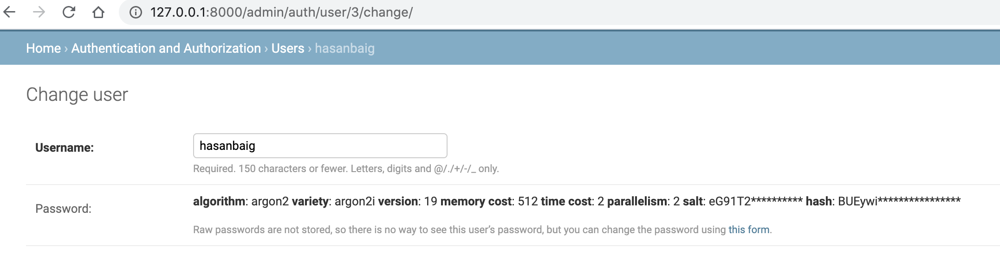 127.0.0.1:8000/admin/auth/user/3/change/
Home › Authentication and Authorization › Users › hasanbaig
Change user
Username: hasanbaig
Required. 150 characters or fewer. Letters, digits and @/./+/-/_ only.
Password: algorithm: argon2 variety: argon2i version: 19 memory cost: 512 time cost: 2 parallelism: 2 salt: eG91T2********** hash: BUEywi****************
Raw passwords are not stored, so there is no way to see this user’s password, but you can change the password using this form.